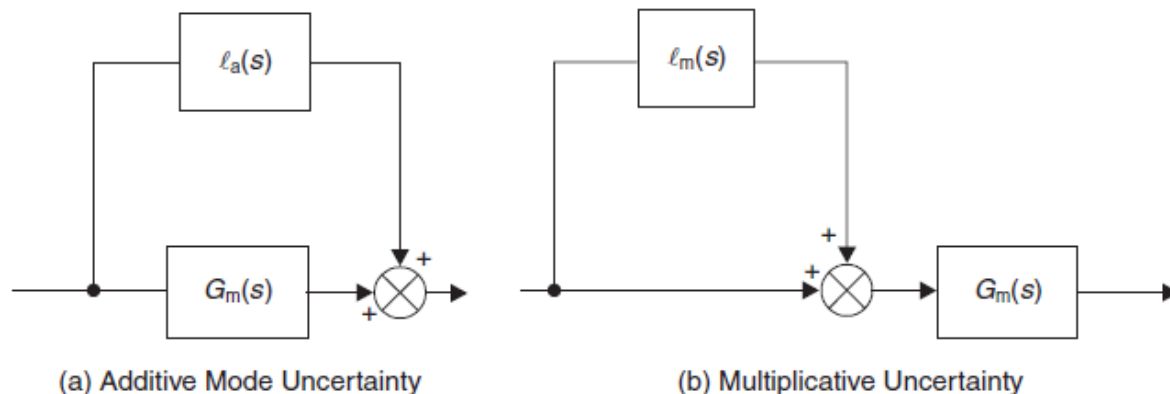 ℓa(s)
+
Gm(s)
+
(a) Additive Mode Uncertainty
ℓm(s)
+
+
Gm(s)
(b) Multiplicative Uncertainty